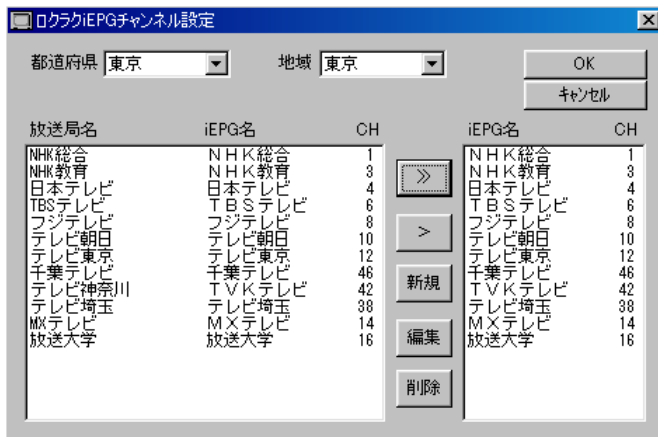 ロクラクiEPGチャンネル設定
都道府県 東京 地域 東京 OK
キャンセル
放送局名 iEPG名 CH iEPG名 CH
NHK総合 ＮＨＫ総合 1 ＮＨＫ総合 1
NHK教育 ＮＨＫ教育 3 ＮＨＫ教育 3
日本テレビ 日本テレビ 4 日本テレビ 4
TBSテレビ ＴＢＳテレビ 6 ＴＢＳテレビ 6
フジテレビ フジテレビ 8 フジテレビ 8
テレビ朝日 テレビ朝日 10 テレビ朝日 10
テレビ東京 テレビ東京 12 テレビ東京 12
千葉テレビ 千葉テレビ 46 千葉テレビ 46
テレビ神奈川 ＴＶＫテレビ 42 ＴＶＫテレビ 42
テレビ埼玉 テレビ埼玉 38 テレビ埼玉 38
MXテレビ ＭＸテレビ 14 ＭＸテレビ 14
放送大学 放送大学 16 放送大学 16
≫
>
新規
編集
削除